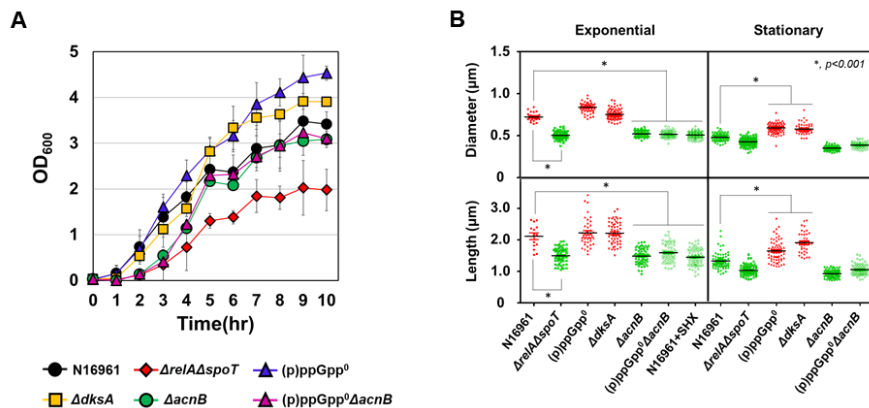 A
OD600
5
4
3
2
1
0
0 1 2 3 4 5 6 7 8 9 10
Time(hr)
N16961 ΔrelAΔspoT (p)ppGpp⁰
ΔdksA ΔacnB (p)ppGpp⁰ΔacnB
B
Exponential Stationary
*, p<0.001
Diameter (μm)
1.5
1.0
0.5
0.0
* * *
Length (μm)
4.0
3.0
2.0
1.0
0.0
* * *
N16961
ΔrelAΔspoT
(p)ppGpp⁰
ΔdksA
ΔacnB
(p)ppGpp⁰ΔacnB
N16961+SHX
N16961
ΔrelAΔspoT
(p)ppGpp⁰
ΔdksA
ΔacnB
(p)ppGpp⁰ΔacnB